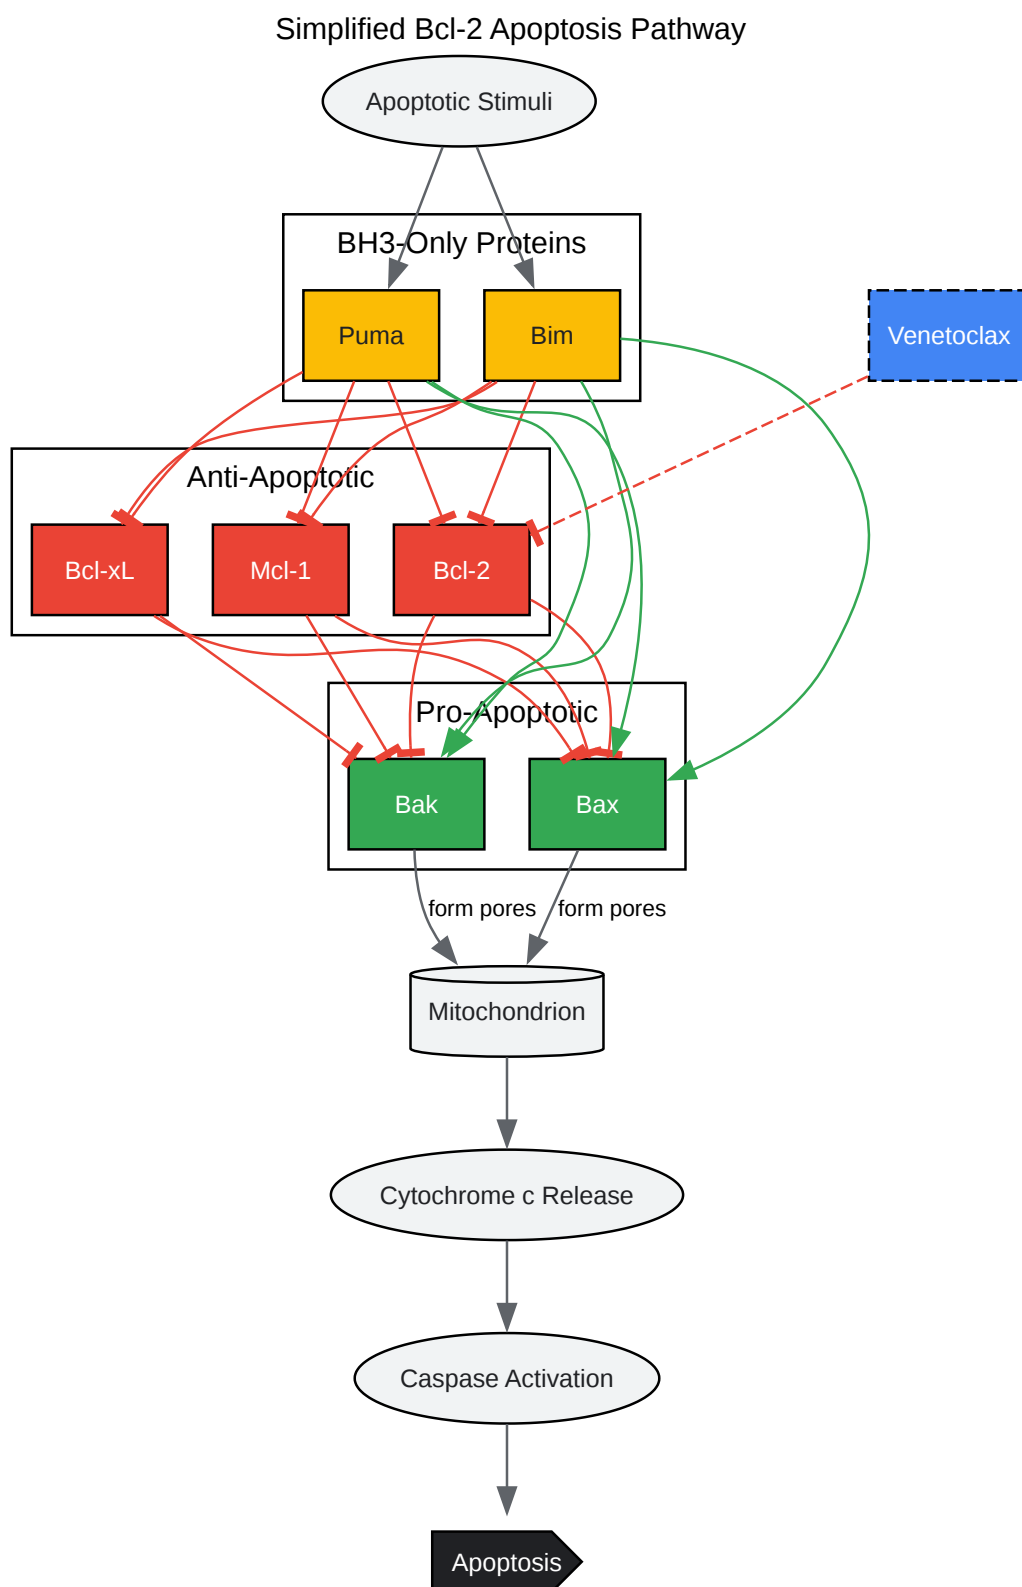 Simplified Bcl-2 Apoptosis Pathway
Apoptotic Stimuli
BH3-Only Proteins
Puma
Bim
Venetoclax
Anti-Apoptotic
Bcl-xL
Mcl-1
Bcl-2
Pro-Apoptotic
Bak
Bax
form pores
form pores
Mitochondrion
Cytochrome c Release
Caspase Activation
Apoptosis